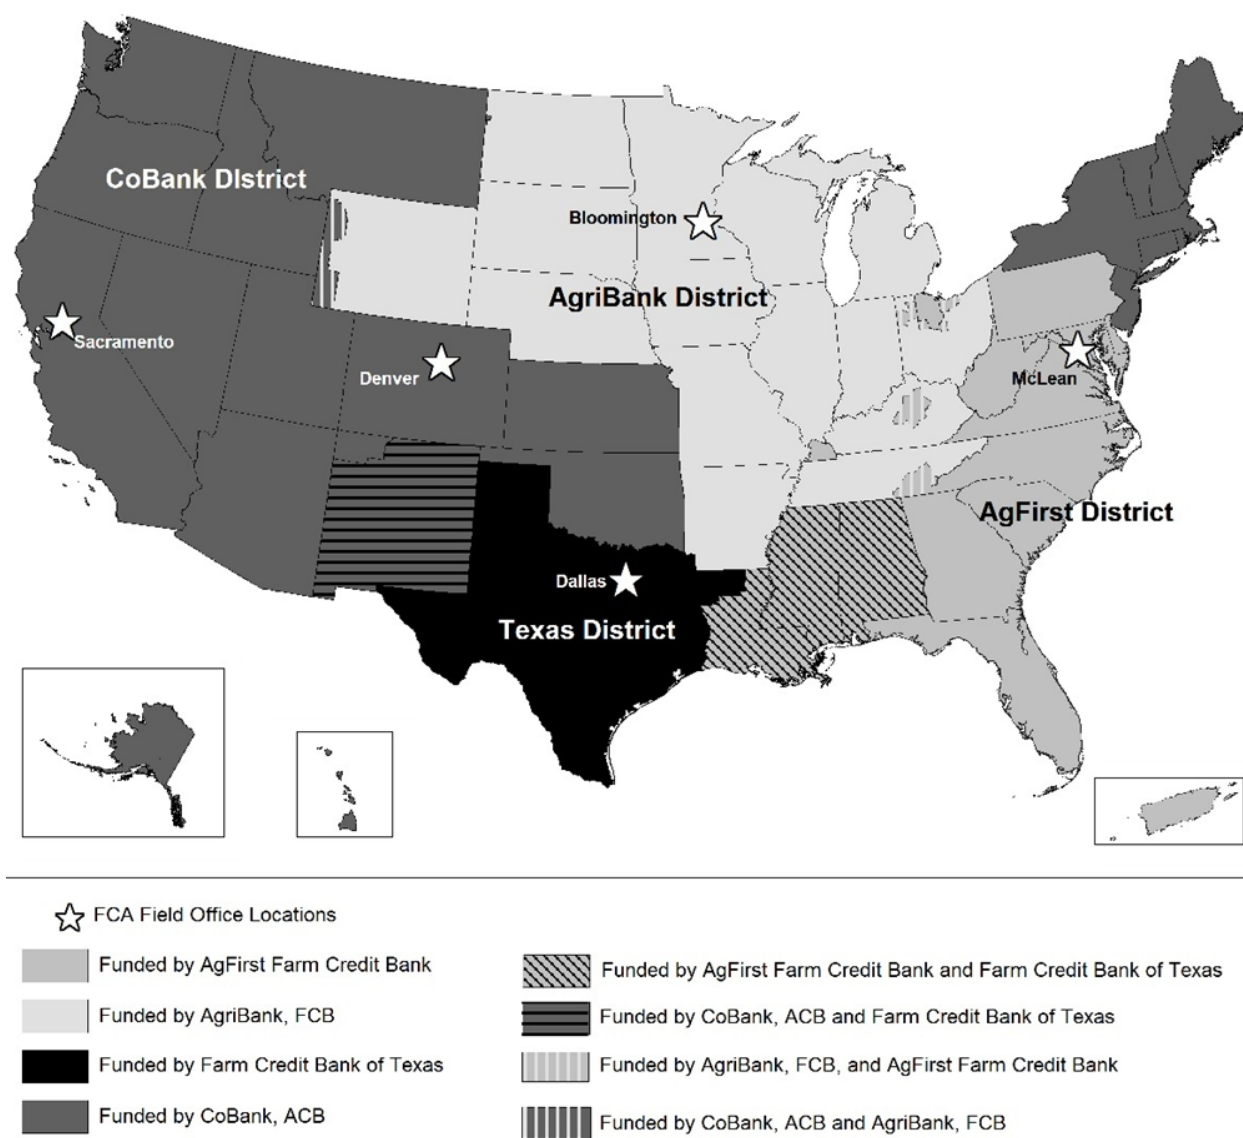 CoBank DIstrict
Bloomington
AgriBank District
Sacramento
Denver
McLean
AgFirst District
Dallas
Texas District
FCA Field Office Locations
Funded by AgFirst Farm Credit Bank
Funded by AgriBank, FCB
Funded by Farm Credit Bank of Texas
Funded by CoBank, ACB
Funded by AgFirst Farm Credit Bank and Farm Credit Bank of Texas
Funded by CoBank, ACB and Farm Credit Bank of Texas
Funded by AgriBank, FCB, and AgFirst Farm Credit Bank
Funded by CoBank, ACB and AgriBank, FCB